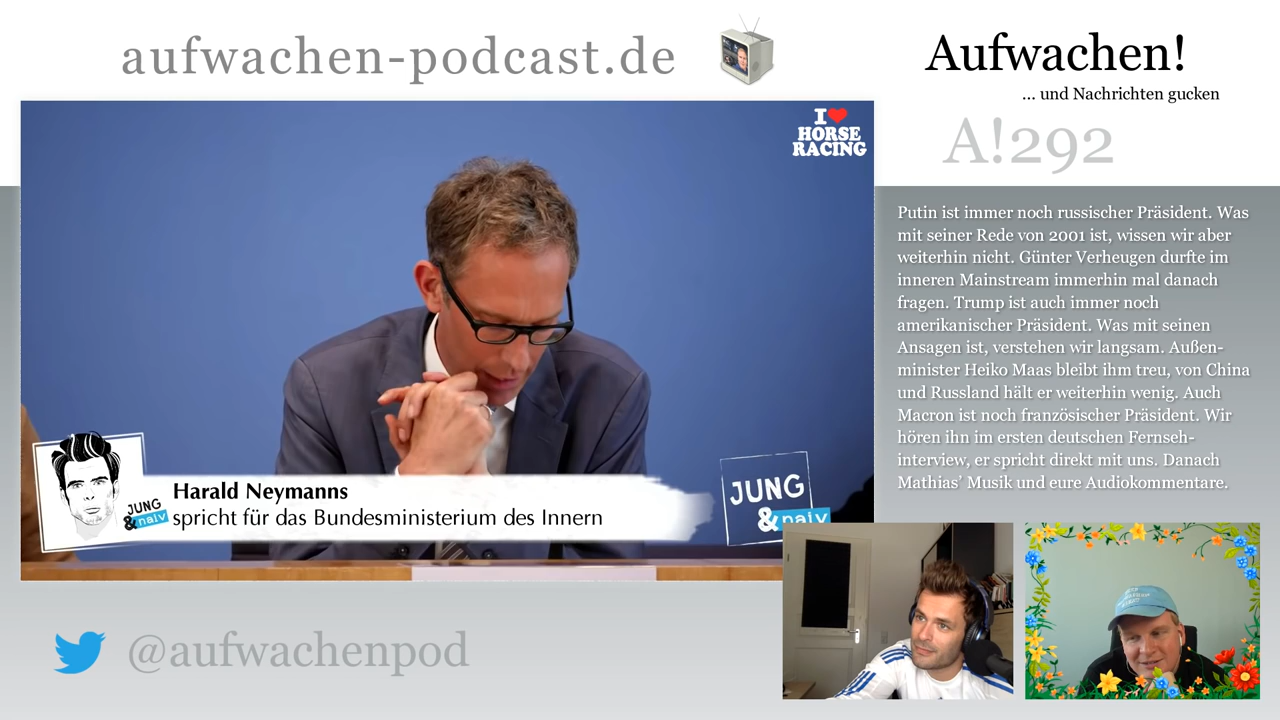 aufwachen-podcast.de
Aufwachen!
... und Nachrichten gucken
A!292
I
HORSE
RACING
Putin ist immer noch russischer Präsident. Was
mit seiner Rede von 2001 ist, wissen wir aber
weiterhin nicht. Günter Verheugen durfte im
inneren Mainstream immerhin mal danach
fragen. Trump ist auch immer noch
amerikanischer Präsident. Was mit seinen
Ansagen ist, verstehen wir langsam. Außen-
minister Heiko Maas bleibt ihm treu, von China
und Russland hält er weiterhin wenig. Auch
Macron ist noch französischer Präsident. Wir
hören ihn im ersten deutschen Fernseh-
interview, er spricht direkt mit uns. Danach
Mathias' Musik und eure Audiokommentare.
JUNG
& naiv
Harald Neymanns
spricht für das Bundesministerium des Innern
JUNG
& naiv
@aufwachenpod